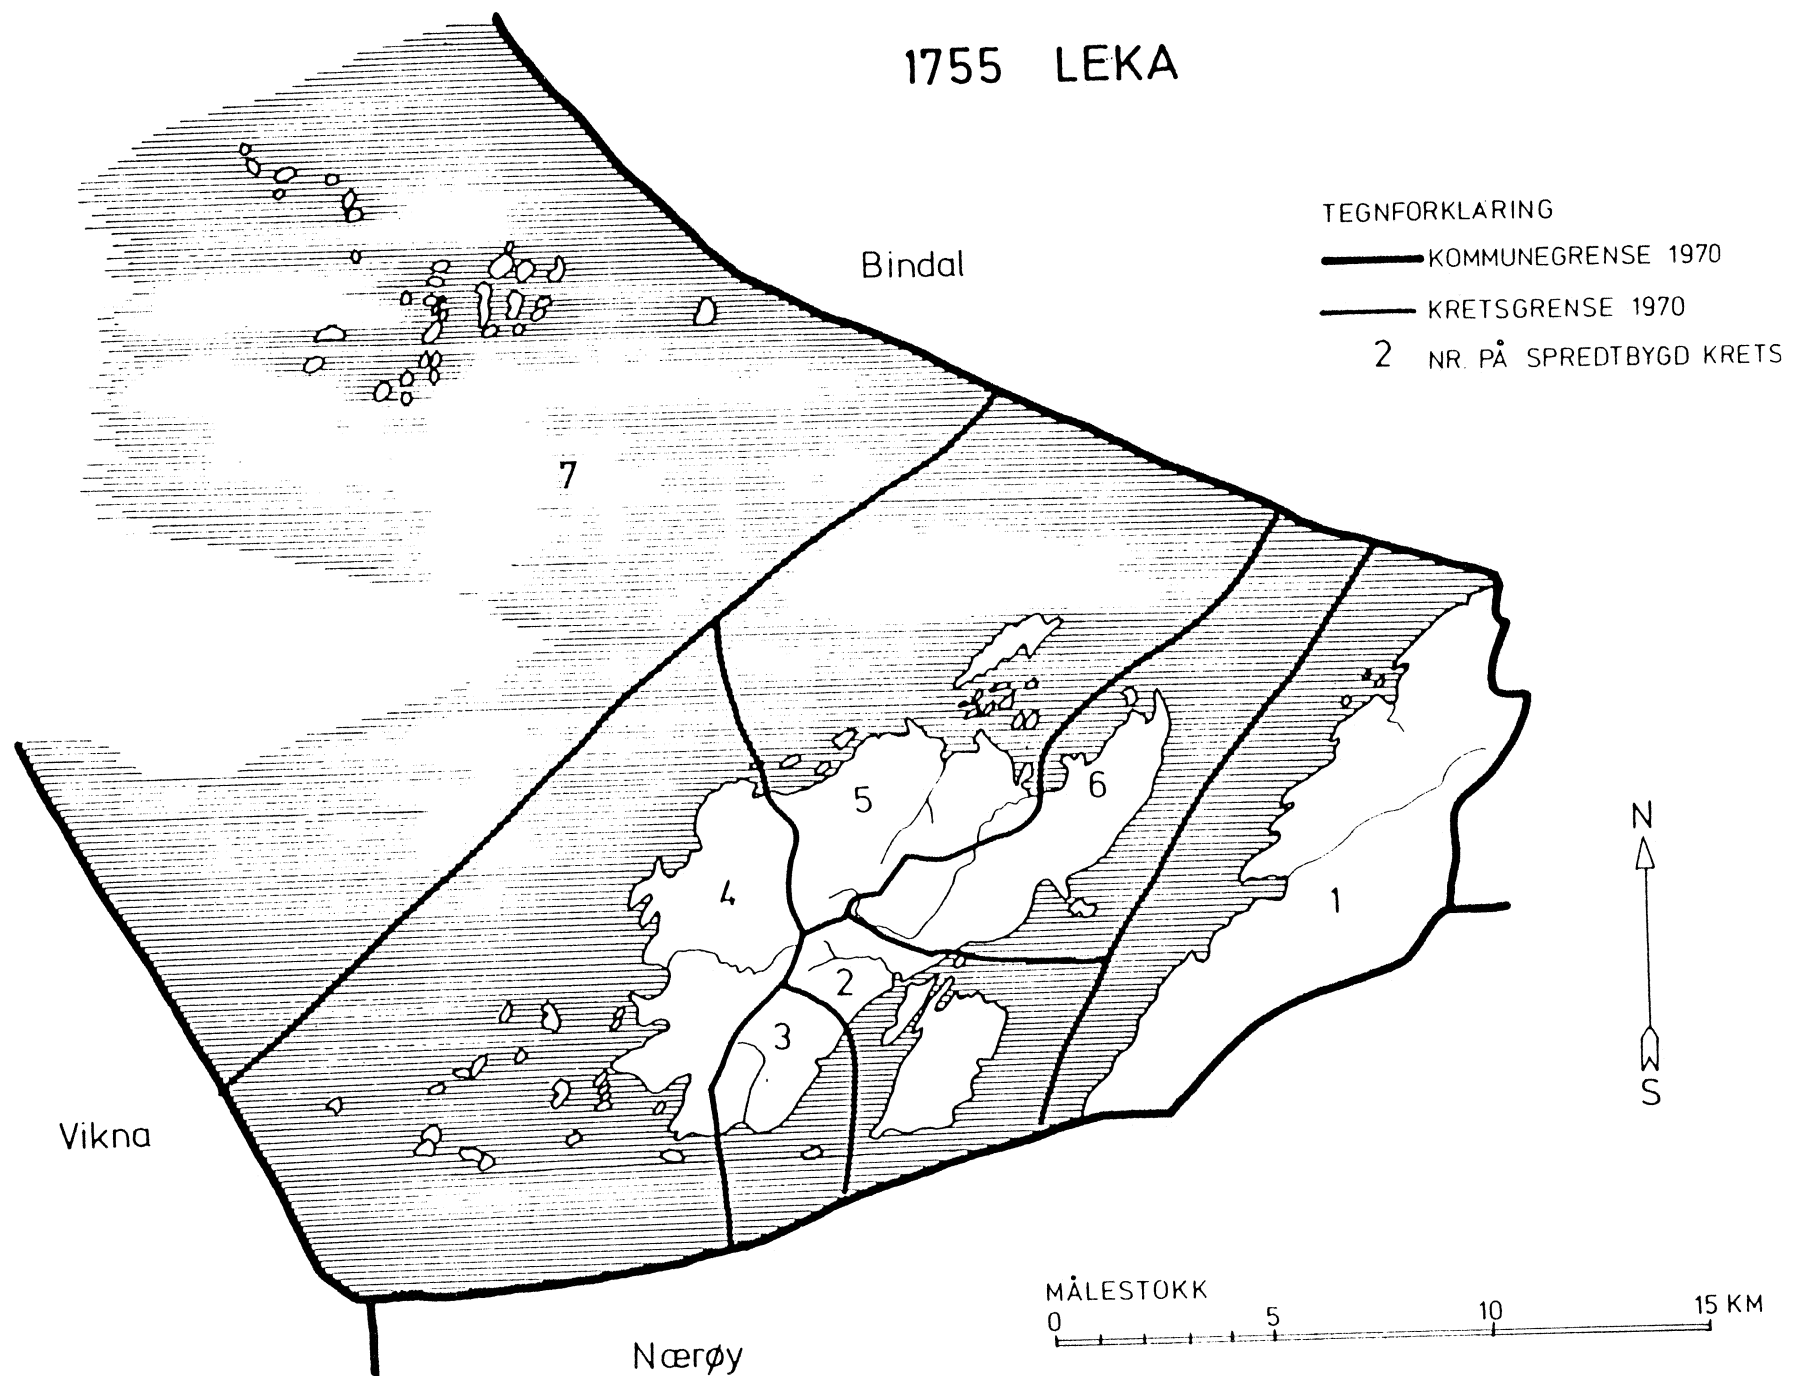 1755 LEKA
TEGNFORKLARING
KOMMUNEGRENSE 1970
KRETSGRENSE 1970
2 NR. PÅ SPREDTBYGD KRETS
Bindal
7
5
6
4
1
2
3
N
S
Vikna
Nærøy
MÅLESTOKK
0 5 10 15 KM